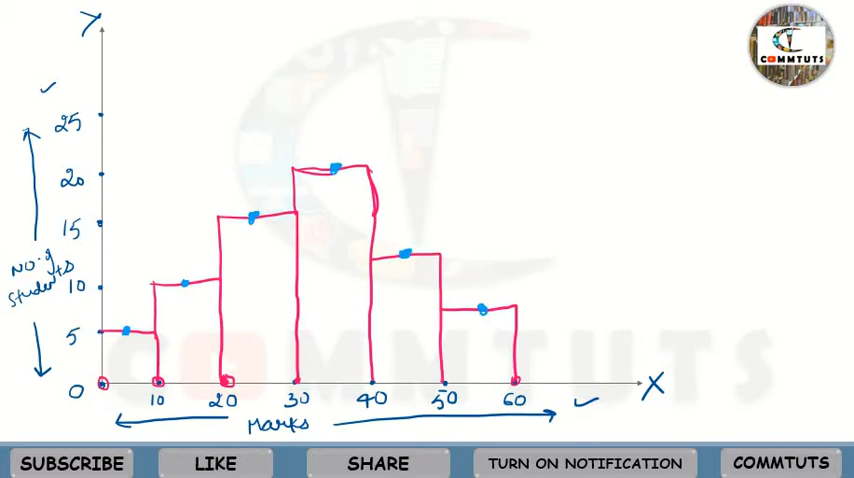 Y
COMMTUTS
25
20
15
No. of
Students
10
5
0
10 20 30 40 50 60
X
Marks
COMMTUTS
SUBSCRIBE LIKE SHARE TURN ON NOTIFICATION COMMTUTS